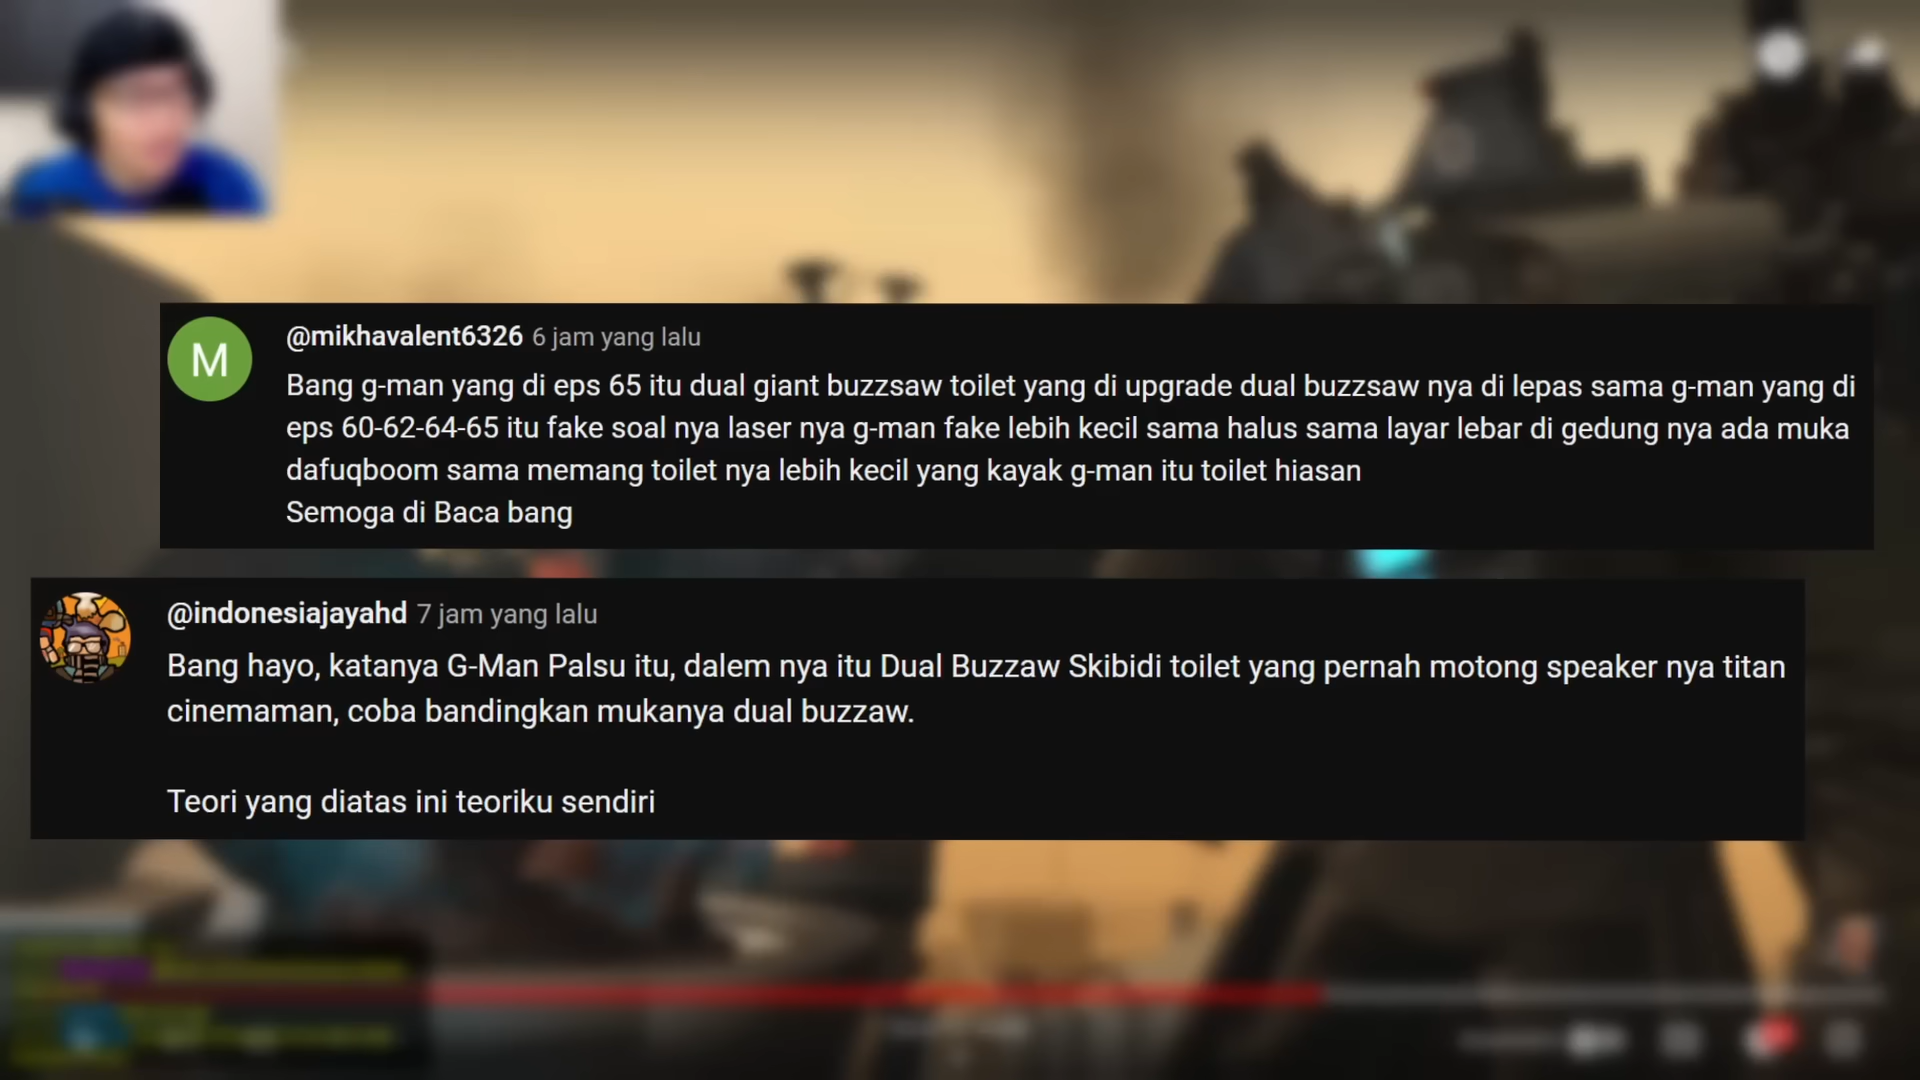 M
@mikhavalent6326 6 jam yang lalu
Bang g-man yang di eps 65 itu dual giant buzzsaw toilet yang di upgrade dual buzzsaw nya di lepas sama g-man yang di
eps 60-62-64-65 itu fake soal nya laser nya g-man fake lebih kecil sama halus sama layar lebar di gedung nya ada muka
dafuqboom sama memang toilet nya lebih kecil yang kayak g-man itu toilet hiasan
Semoga di Baca bang
@indonesiajayahd 7 jam yang lalu
Bang hayo, katanya G-Man Palsu itu, dalem nya itu Dual Buzzaw Skibidi toilet yang pernah motong speaker nya titan
cinemaman, coba bandingkan mukanya dual buzzaw.
Teori yang diatas ini teoriku sendiri